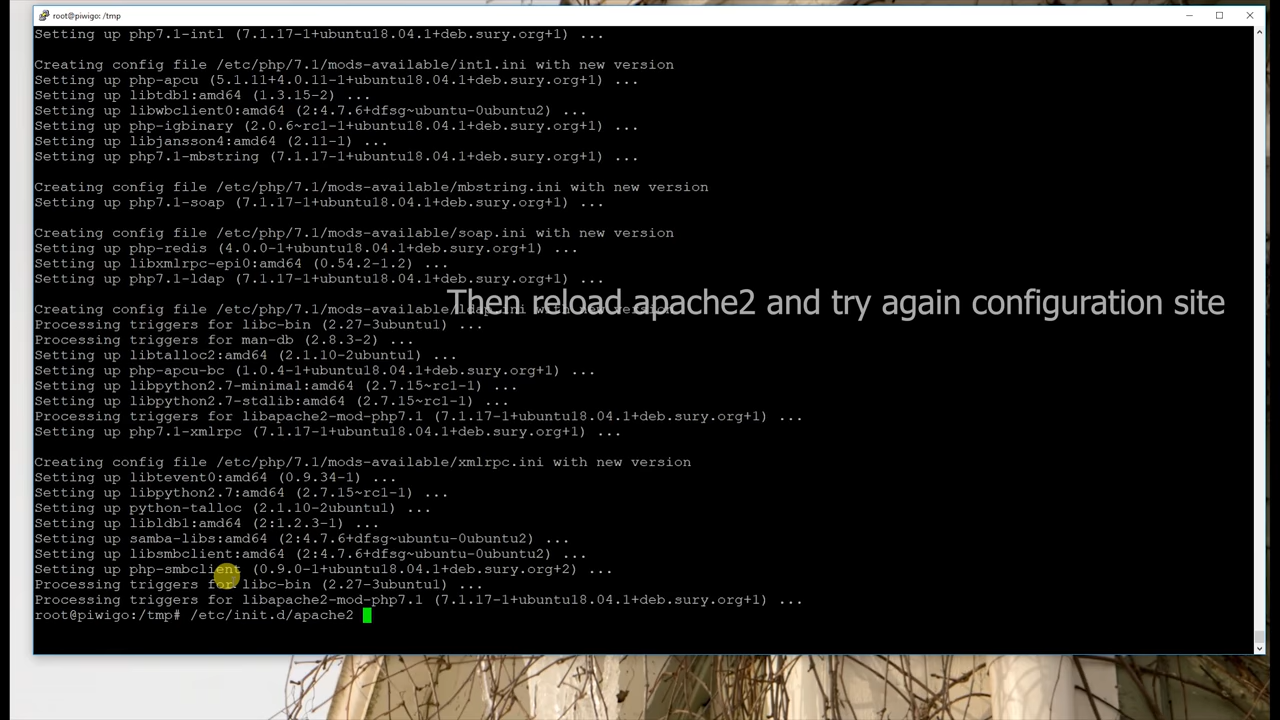 root@piwigo: /tmp
Setting up php7.1-intl (7.1.17-1+ubuntu18.04.1+deb.sury.org+1) ...
Creating config file /etc/php/7.1/mods-available/intl.ini with new version
Setting up php-apcu (5.1.11+4.0.11-1+ubuntu18.04.1+deb.sury.org+1) ...
Setting up libtdb1:amd64 (1.3.15-2) ...
Setting up libwbclient0:amd64 (2:4.7.6+dfsg~ubuntu-0ubuntu2) ...
Setting up php-igbinary (2.0.6~rc1-1+ubuntu18.04.1+deb.sury.org+1) ...
Setting up libjansson4:amd64 (2.11-1) ...
Setting up php7.1-mbstring (7.1.17-1+ubuntu18.04.1+deb.sury.org+1) ...
Creating config file /etc/php/7.1/mods-available/mbstring.ini with new version
Setting up php7.1-soap (7.1.17-1+ubuntu18.04.1+deb.sury.org+1) ...
Creating config file /etc/php/7.1/mods-available/soap.ini with new version
Setting up php-redis (4.0.0-1+ubuntu18.04.1+deb.sury.org+1) ...
Setting up libxmlrpc-epi0:amd64 (0.54.2-1.2) ...
Setting up php7.1-ldap (7.1.17-1+ubuntu18.04.1+deb.sury.org+1) ...
Then reload apache2 and try again configuration site
Creating config file /etc/php/7.1/mods-available/ldap.ini with new version
Processing triggers for libc-bin (2.27-3ubuntu1) ...
Processing triggers for man-db (2.8.3-2) ...
Setting up libtalloc2:amd64 (2.1.10-2ubuntu1) ...
Setting up php-apcu-bc (1.0.4-1+ubuntu18.04.1+deb.sury.org+1) ...
Setting up libpython2.7-minimal:amd64 (2.7.15~rc1-1) ...
Setting up libpython2.7-stdlib:amd64 (2.7.15~rc1-1) ...
Processing triggers for libapache2-mod-php7.1 (7.1.17-1+ubuntu18.04.1+deb.sury.org+1) ...
Setting up php7.1-xmlrpc (7.1.17-1+ubuntu18.04.1+deb.sury.org+1) ...
Creating config file /etc/php/7.1/mods-available/xmlrpc.ini with new version
Setting up libtevent0:amd64 (0.9.34-1) ...
Setting up libpython2.7:amd64 (2.7.15~rc1-1) ...
Setting up python-talloc (2.1.10-2ubuntu1) ...
Setting up libldb1:amd64 (2:1.2.3-1) ...
Setting up samba-libs:amd64 (2:4.7.6+dfsg~ubuntu-0ubuntu2) ...
Setting up libsmbclient:amd64 (2:4.7.6+dfsg~ubuntu-0ubuntu2) ...
Setting up php-smbclient (0.9.0-1+ubuntu18.04.1+deb.sury.org+2) ...
Processing triggers for libc-bin (2.27-3ubuntu1) ...
Processing triggers for libapache2-mod-php7.1 (7.1.17-1+ubuntu18.04.1+deb.sury.org+1) ...
root@piwigo:/tmp# /etc/init.d/apache2